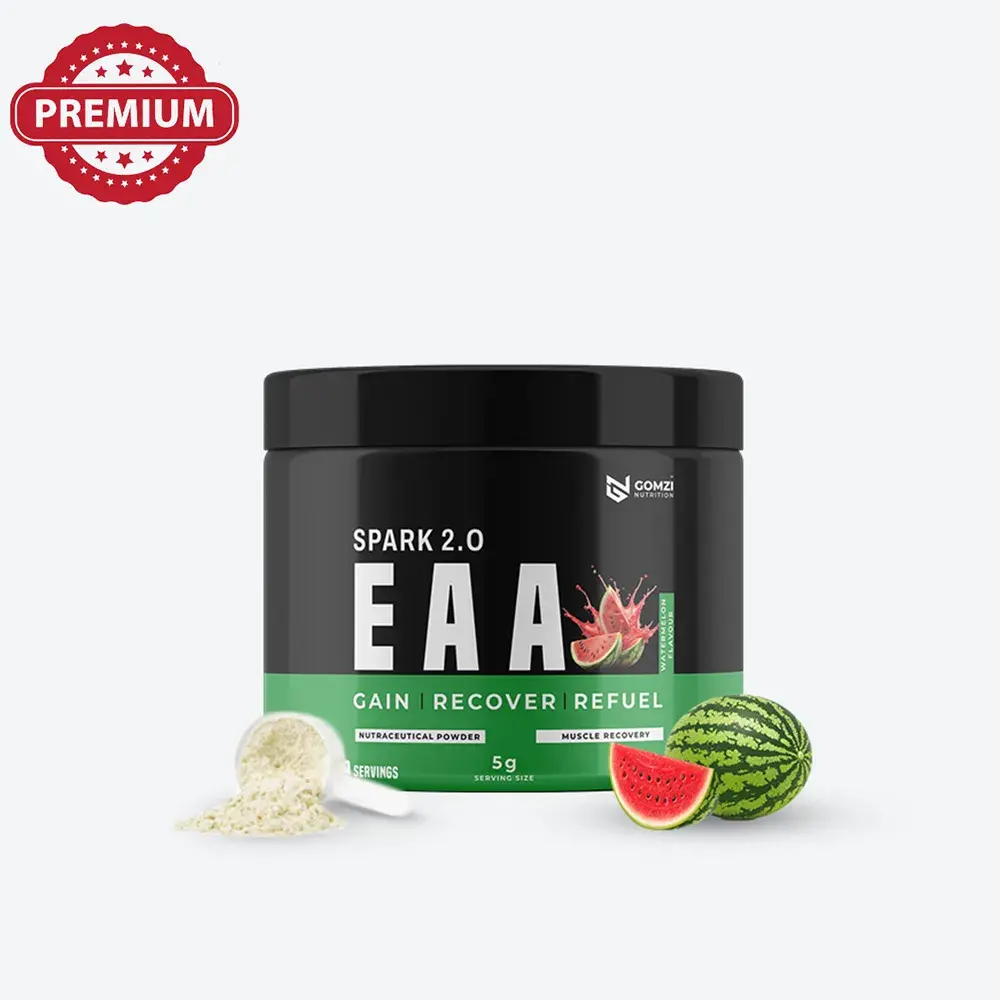 PREMIUM
GOMZI
NUTRITION
SPARK 2.0
EAA
WATERMELON
FLAVOUR
GAIN | RECOVER | REFUEL
NUTRACEUTICAL POWDER
MUSCLE RECOVERY
5g
SERVING SIZE
SERVINGS